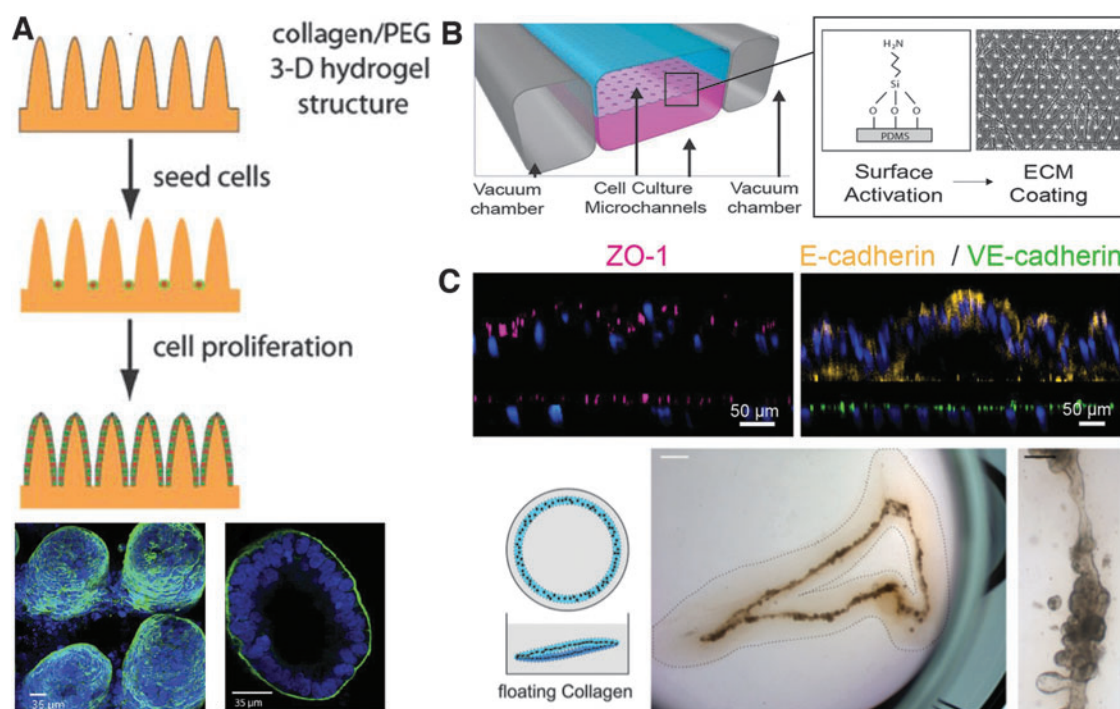 A
collagen/PEG
3-D hydrogel
structure
seed cells
cell proliferation
35 µm
35 µm
B
Vacuum
chamber
Cell Culture
Microchannels
Vacuum
chamber
H₂N
Si
O O O
PDMS
Surface
Activation
ECM
Coating
C
ZO-1
E-cadherin / VE-cadherin
50 µm
50 µm
floating Collagen